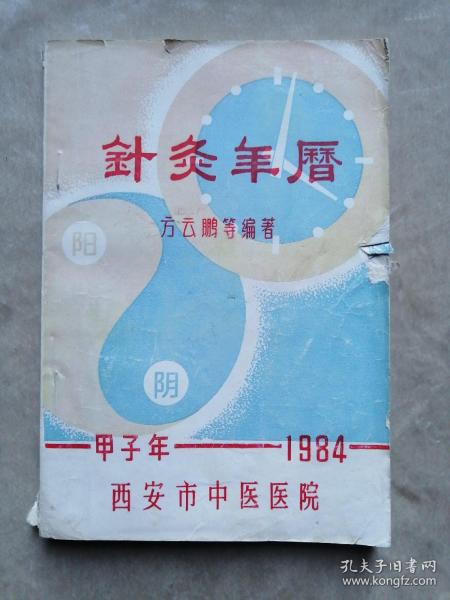 針灸年曆
方云鹏等编著
阳
阴
甲子年 1984
西安市中医医院
孔夫子旧书网
www.kongfz.com